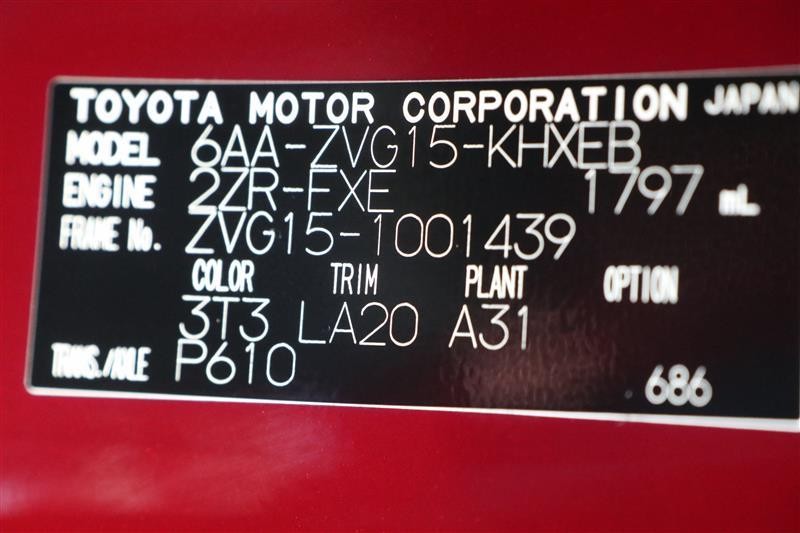 TOYOTA MOTOR CORPORATION JAPAN
MODEL 6AA-ZVG15-KHXEB
ENGINE 2ZR-FXE 1797 mL
FRAME No. ZVG15-1001439
COLOR TRIM PLANT OPTION
3T3 LA20 A31
TRANS./AXLE P610
686